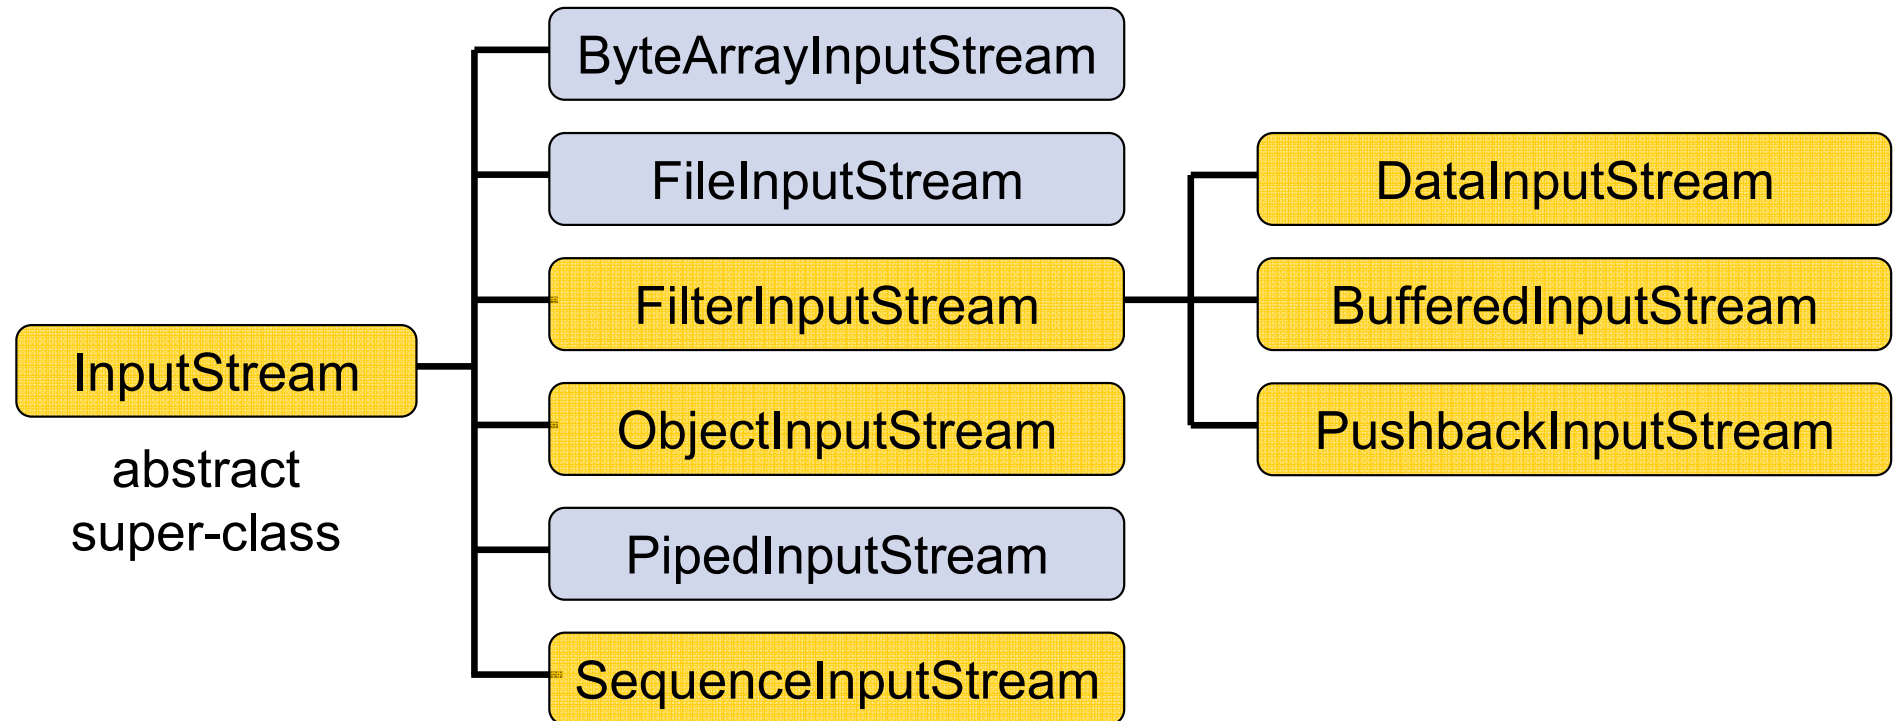 ByteArrayInputStream
FileInputStream
DataInputStream
FilterInputStream
BufferedInputStream
InputStream
ObjectInputStream
PushbackInputStream
abstract
super-class
PipedInputStream
SequenceInputStream